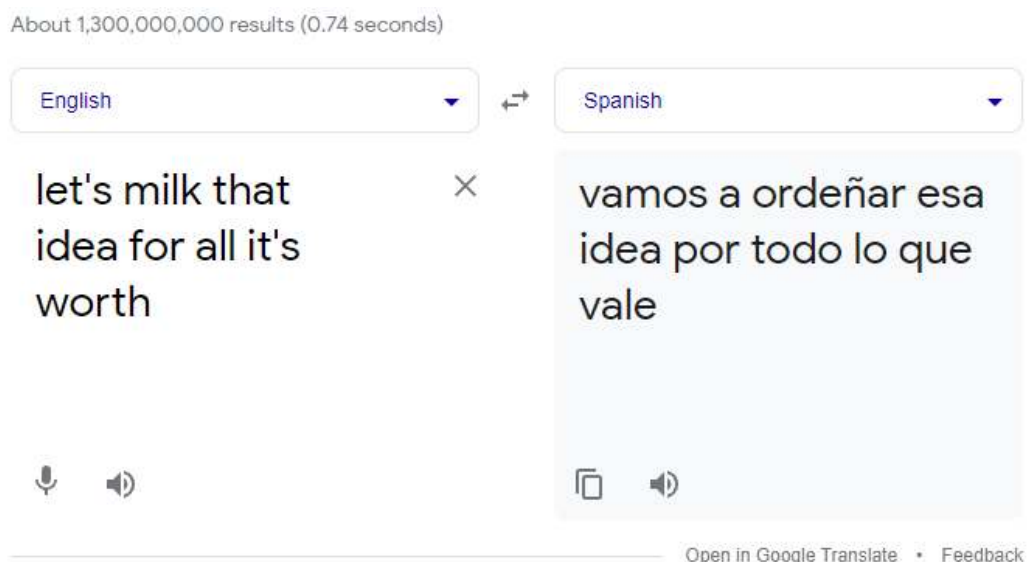 About 1,300,000,000 results (0.74 seconds)
English
Spanish
let's milk that
idea for all it's
worth
vamos a ordeñar esa
idea por todo lo que
vale
Open in Google Translate • Feedback